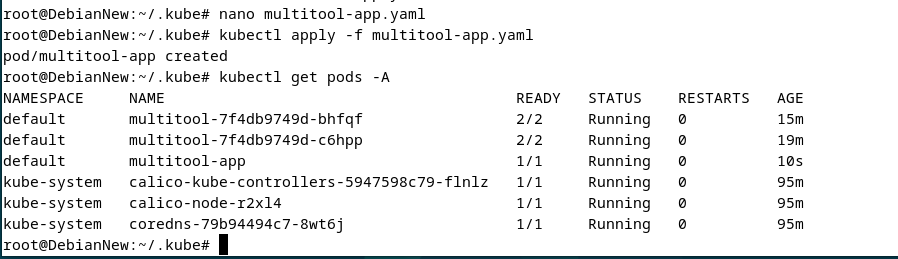 root@DebianNew:~/.kube# nano multitool-app.yaml
root@DebianNew:~/.kube# kubectl apply -f multitool-app.yaml
pod/multitool-app created
root@DebianNew:~/.kube# kubectl get pods -A
NAMESPACE     NAME                                       READY   STATUS    RESTARTS   AGE
default       multitool-7f4db9749d-bhfqf                 2/2     Running   0          15m
default       multitool-7f4db9749d-c6hpp                 2/2     Running   0          19m
default       multitool-app                              1/1     Running   0          10s
kube-system   calico-kube-controllers-5947598c79-flnlz   1/1     Running   0          95m
kube-system   calico-node-r2xl4                          1/1     Running   0          95m
kube-system   coredns-79b94494c7-8wt6j                   1/1     Running   0          95m
root@DebianNew:~/.kube#